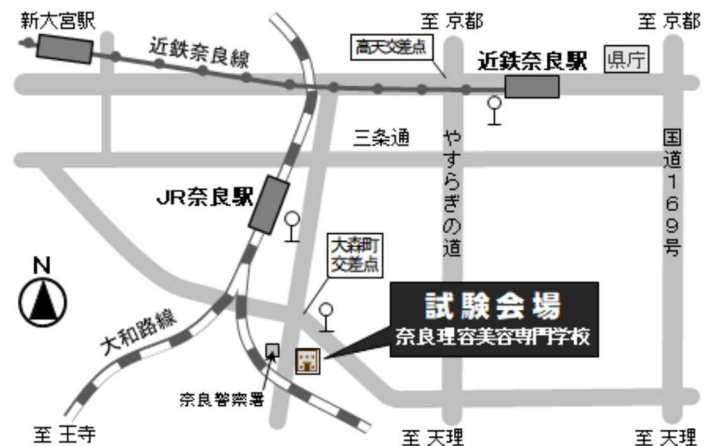 新大宮駅
至 京都
至 京都
近鉄奈良線
高天交差点
近鉄奈良駅
県庁
三条通
やすらぎの道
国道169号
JR奈良駅
大森町
交差点
N
試験会場
奈良理容美容専門学校
大和路線
奈良警察署
至 王寺
至 天理
至 天理